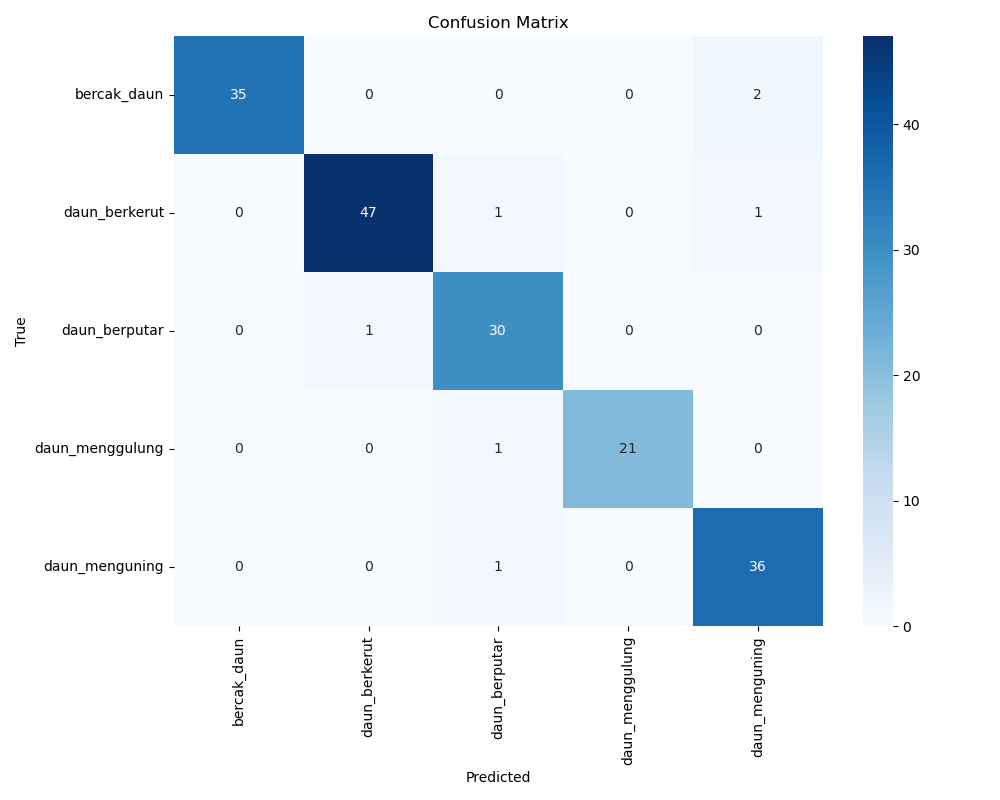 Confusion Matrix
True
bercak_daun 35 0 0 0 2
daun_berkerut 0 47 1 0 1
daun_berputar 0 1 30 0 0
daun_menggulung 0 0 1 21 0
daun_menguning 0 0 1 0 36
bercak_daun daun_berkerut daun_berputar daun_menggulung daun_menguning
Predicted
40
30
20
10
0